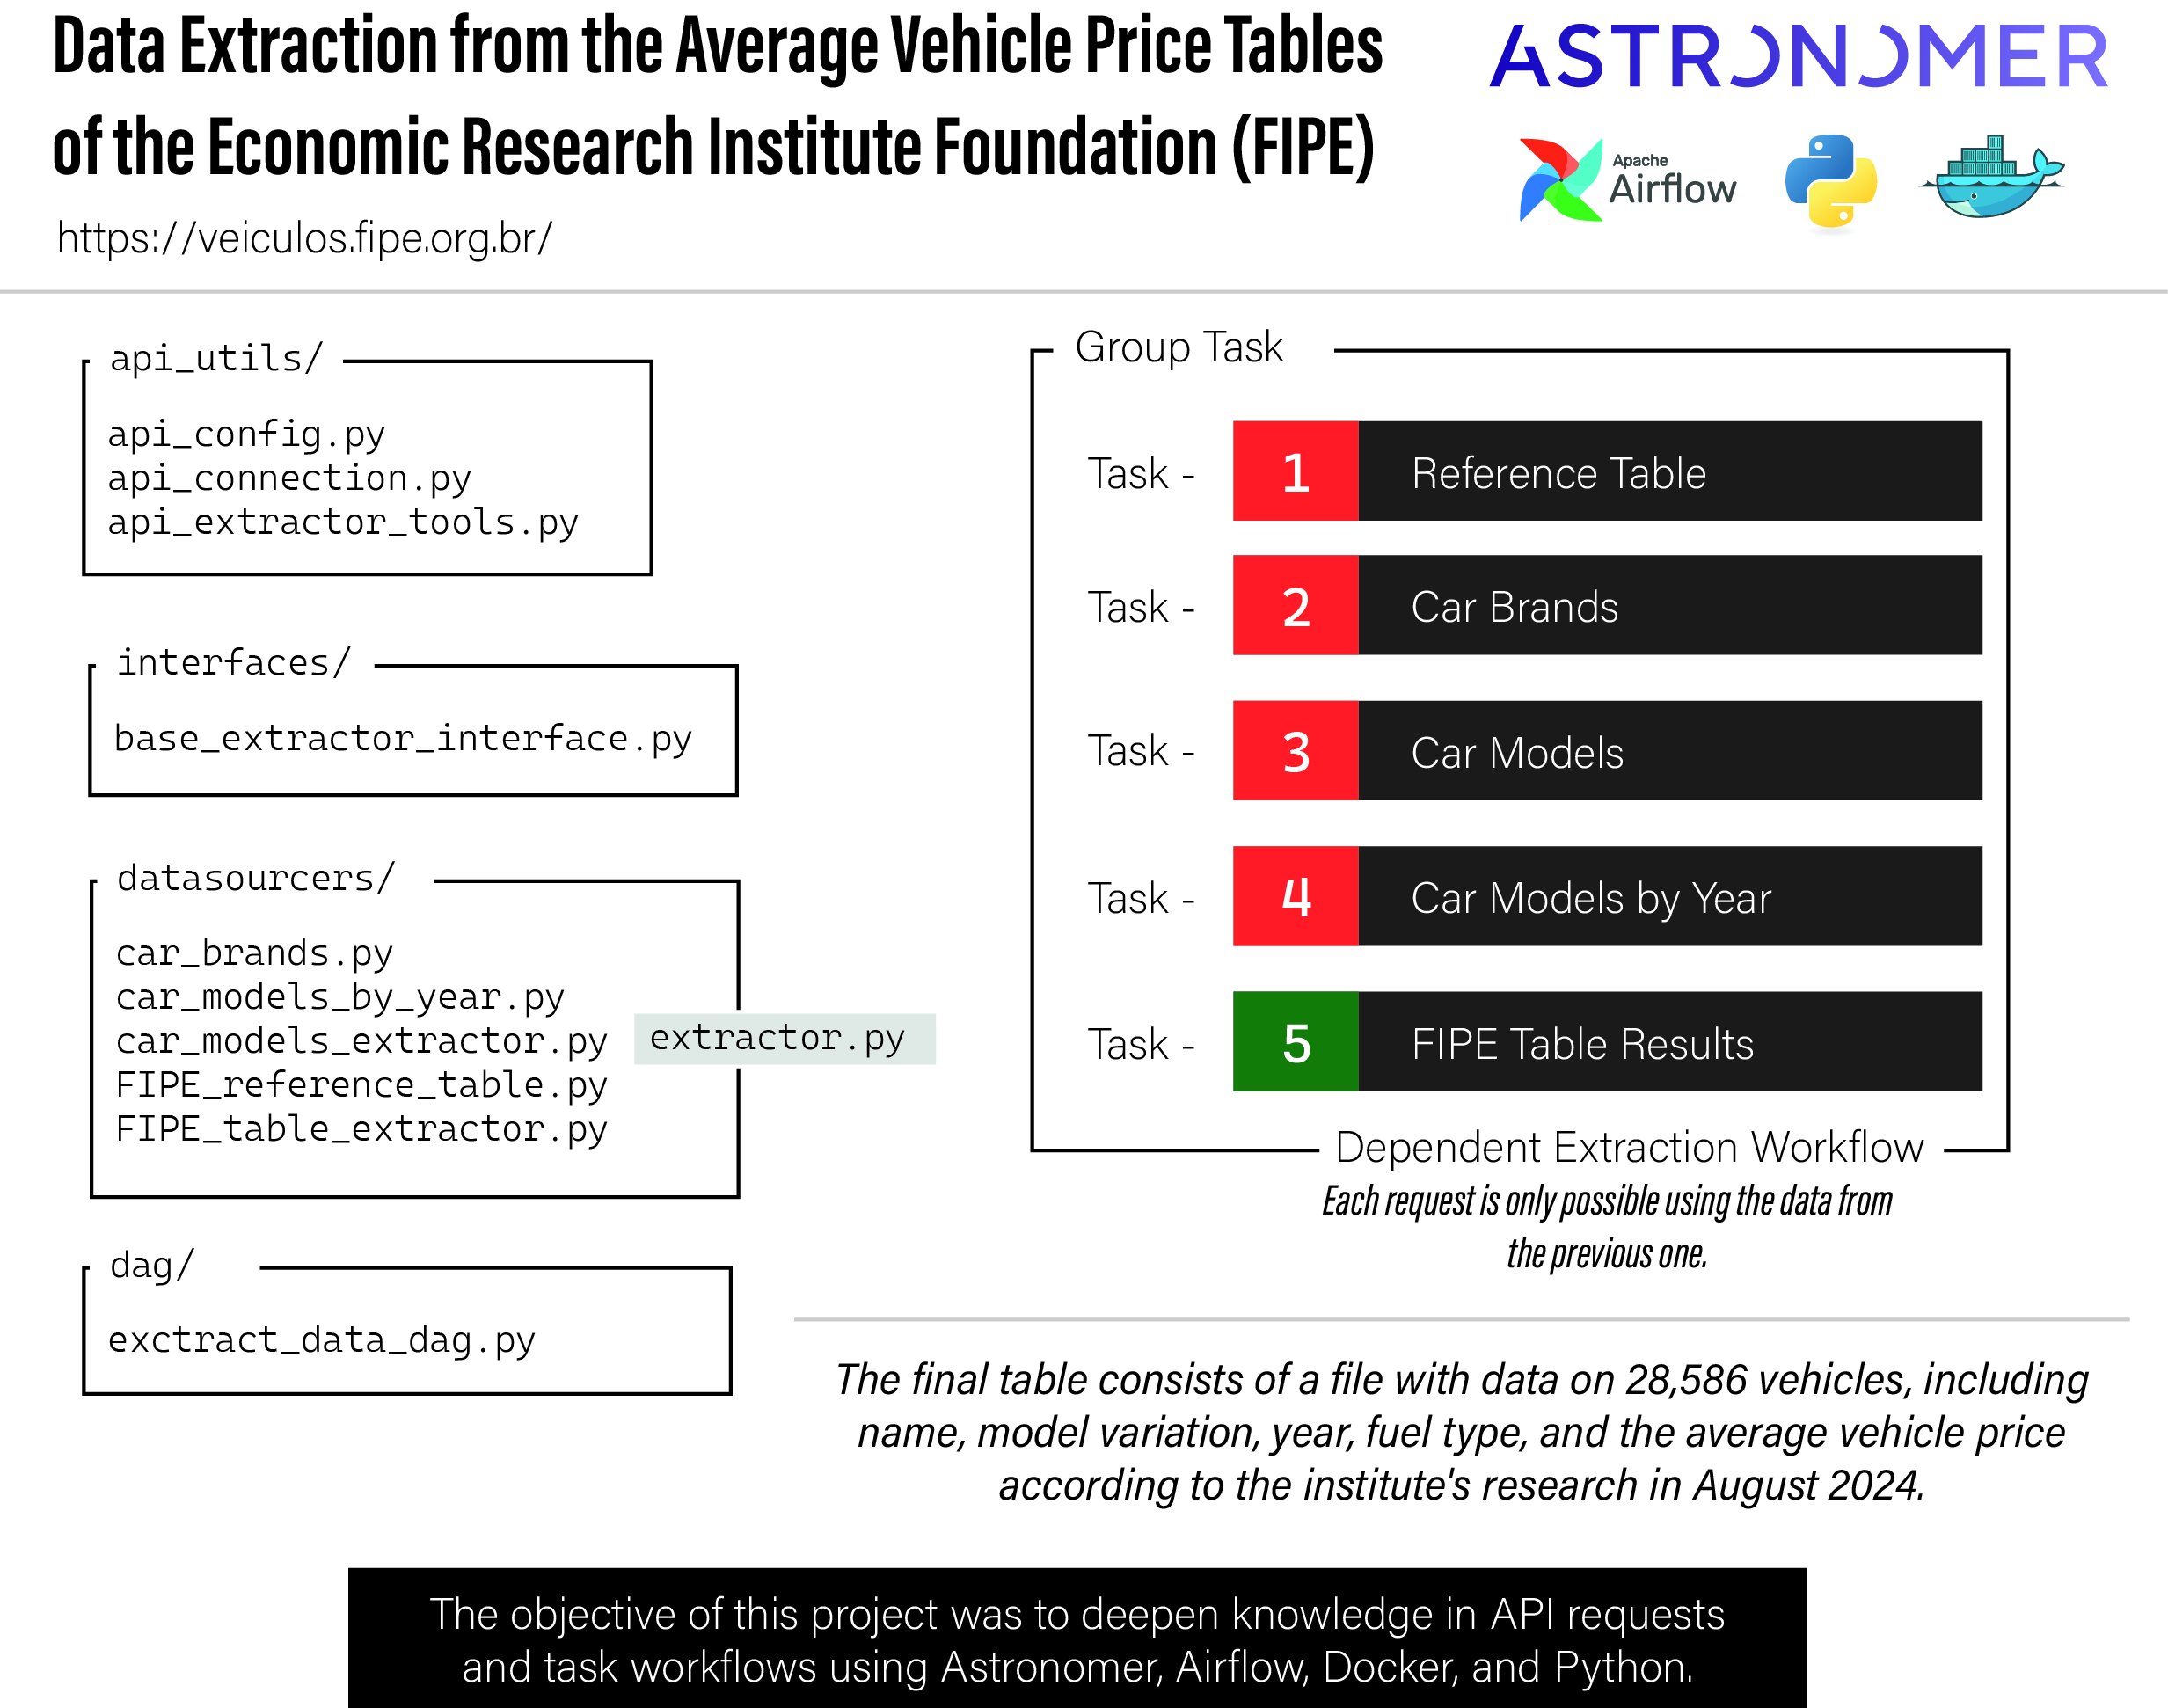 Data Extraction from the Average Vehicle Price Tables
of the Economic Research Institute Foundation (FIPE)
https://veiculos.fipe.org.br/
ASTRONOMER
Apache
Airflow
api_utils/
api_config.py
api_connection.py
api_extractor_tools.py
interfaces/
base_extractor_interface.py
datasourcers/
car_brands.py
car_models_by_year.py
car_models_extractor.py
FIPE_reference_table.py
FIPE_table_extractor.py
extractor.py
dag/
exctract_data_dag.py
Group Task
Task - 1 Reference Table
Task - 2 Car Brands
Task - 3 Car Models
Task - 4 Car Models by Year
Task - 5 FIPE Table Results
Dependent Extraction Workflow
Each request is only possible using the data from
the previous one.
The final table consists of a file with data on 28,586 vehicles, including
name, model variation, year, fuel type, and the average vehicle price
according to the institute's research in August 2024.
The objective of this project was to deepen knowledge in API requests
and task workflows using Astronomer, Airflow, Docker, and Python.